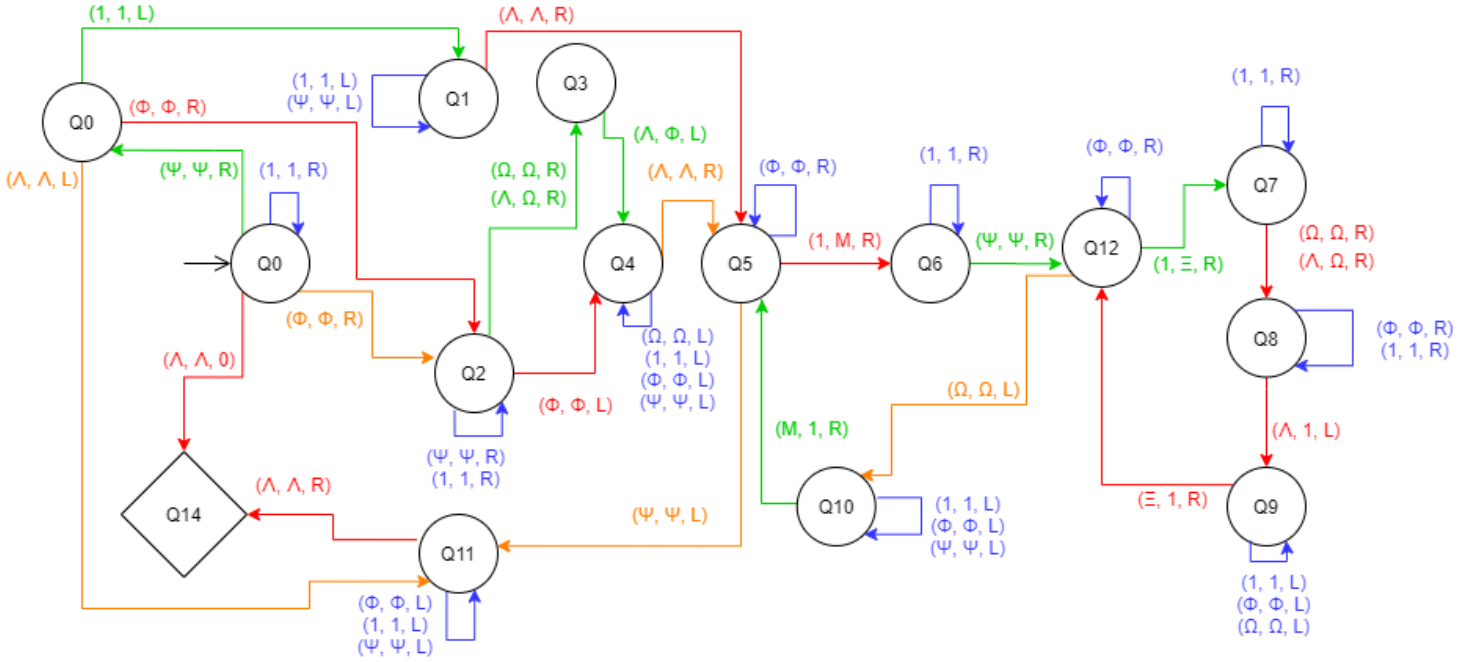 (1, 1, L)
(Λ, Λ, R)
Q3
(1, 1, L)
(Ψ, Ψ, L)
Q1
(1, 1, R)
Q0
(Φ, Φ, R)
(Λ, Φ, L)
(Φ, Φ, R)
(Λ, Λ, L)
(Ψ, Ψ, R)
(1, 1, R)
(Ω, Ω, R)
(Λ, Ω, R)
(Λ, Λ, R)
(Φ, Φ, R)
(1, 1, R)
Q7
Q0
Q4
Q5
(1, M, R)
Q6
(Ψ, Ψ, R)
Q12
(1, Ξ, R)
(Ω, Ω, R)
(Λ, Ω, R)
(Φ, Φ, R)
(Λ, Λ, 0)
Q2
(Φ, Φ, L)
(Ω, Ω, L)
(1, 1, L)
(Φ, Φ, L)
(Ψ, Ψ, L)
Q8
(Φ, Φ, R)
(1, 1, R)
(Ω, Ω, L)
(Ψ, Ψ, R)
(1, 1, R)
(M, 1, R)
(Λ, 1, L)
(Λ, Λ, R)
Q14
(Ψ, Ψ, L)
Q10
(1, 1, L)
(Φ, Φ, L)
(Ψ, Ψ, L)
(Ξ, 1, R)
Q9
Q11
(Φ, Φ, L)
(1, 1, L)
(Ψ, Ψ, L)
(1, 1, L)
(Φ, Φ, L)
(Ω, Ω, L)